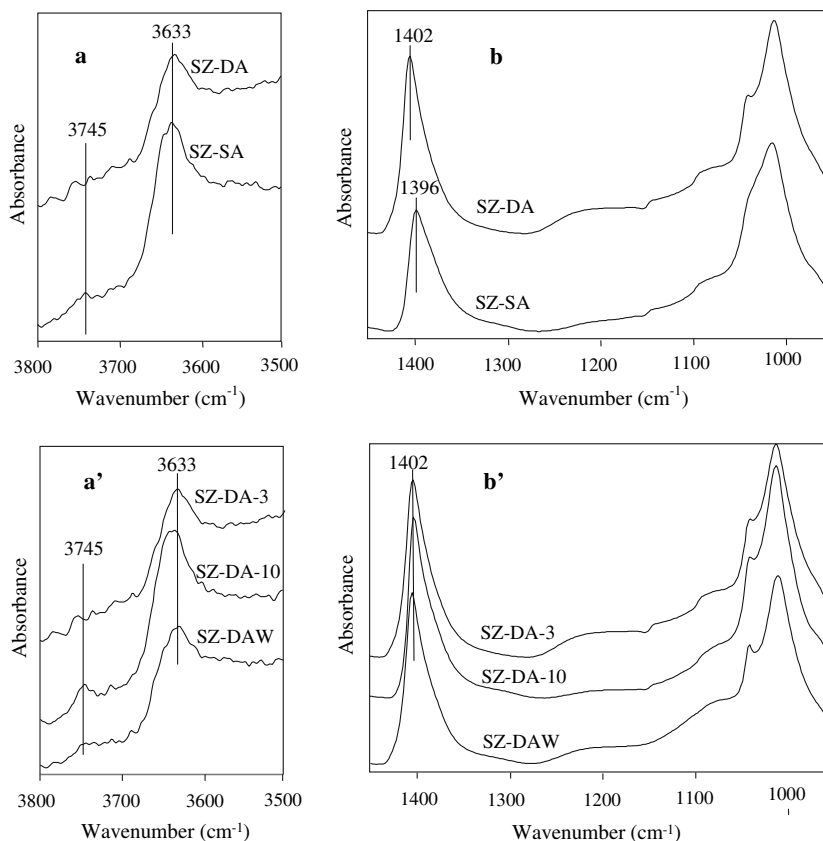 3633
a
SZ-DA
3745
SZ-SA
Absorbance
3800 3700 3600 3500
Wavenumber (cm-1)
1402
b
1396
SZ-DA
SZ-SA
Absorbance
1400 1300 1200 1100 1000
Wavenumber (cm-1)
3633
a’
SZ-DA-3
3745
SZ-DA-10
SZ-DAW
Absorbance
3800 3700 3600 3500
Wavenumber (cm-1)
1402
b’
SZ-DA-3
SZ-DA-10
SZ-DAW
Absorbance
1400 1300 1200 1100 1000
Wavenumber (cm-1)